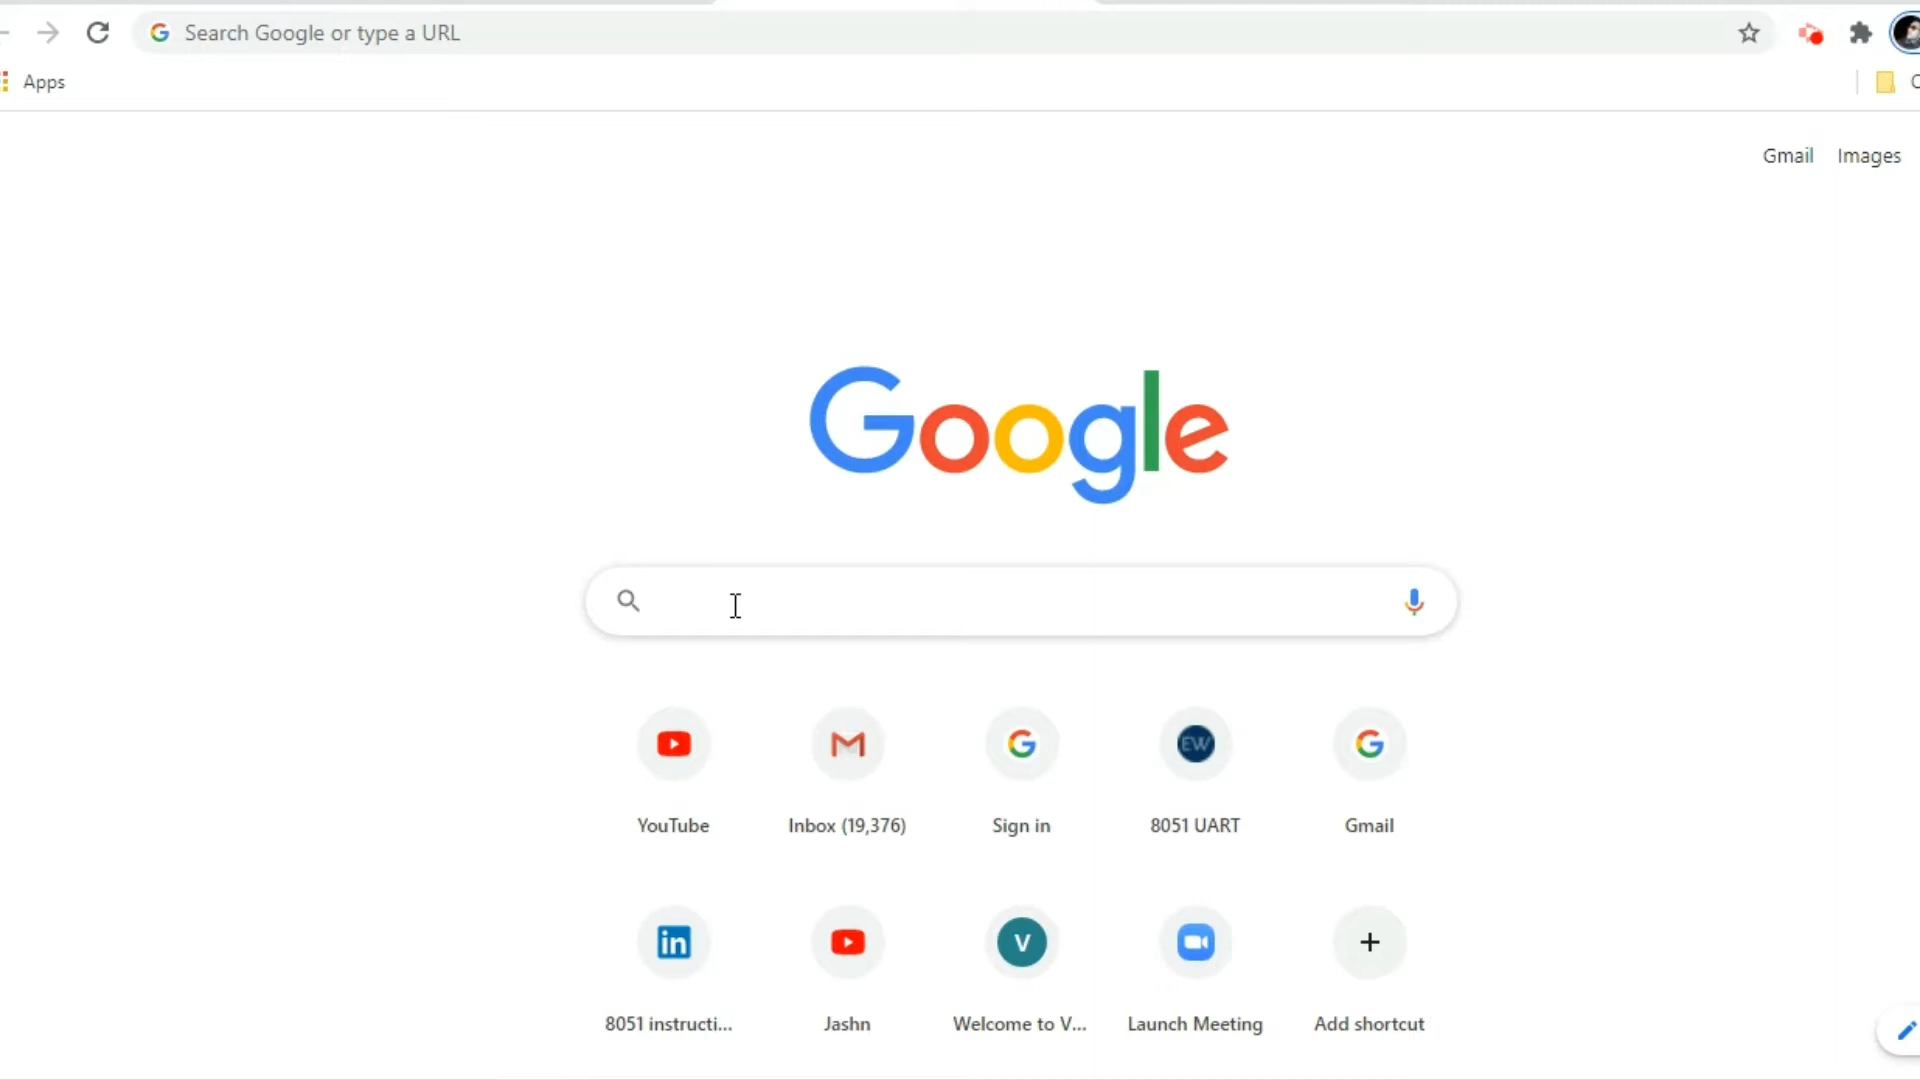 Search Google or type a URL
Apps
Gmail Images
Google
YouTube Inbox (19,376) Sign in 8051 UART Gmail
8051 instructi... Jashn Welcome to V... Launch Meeting Add shortcut